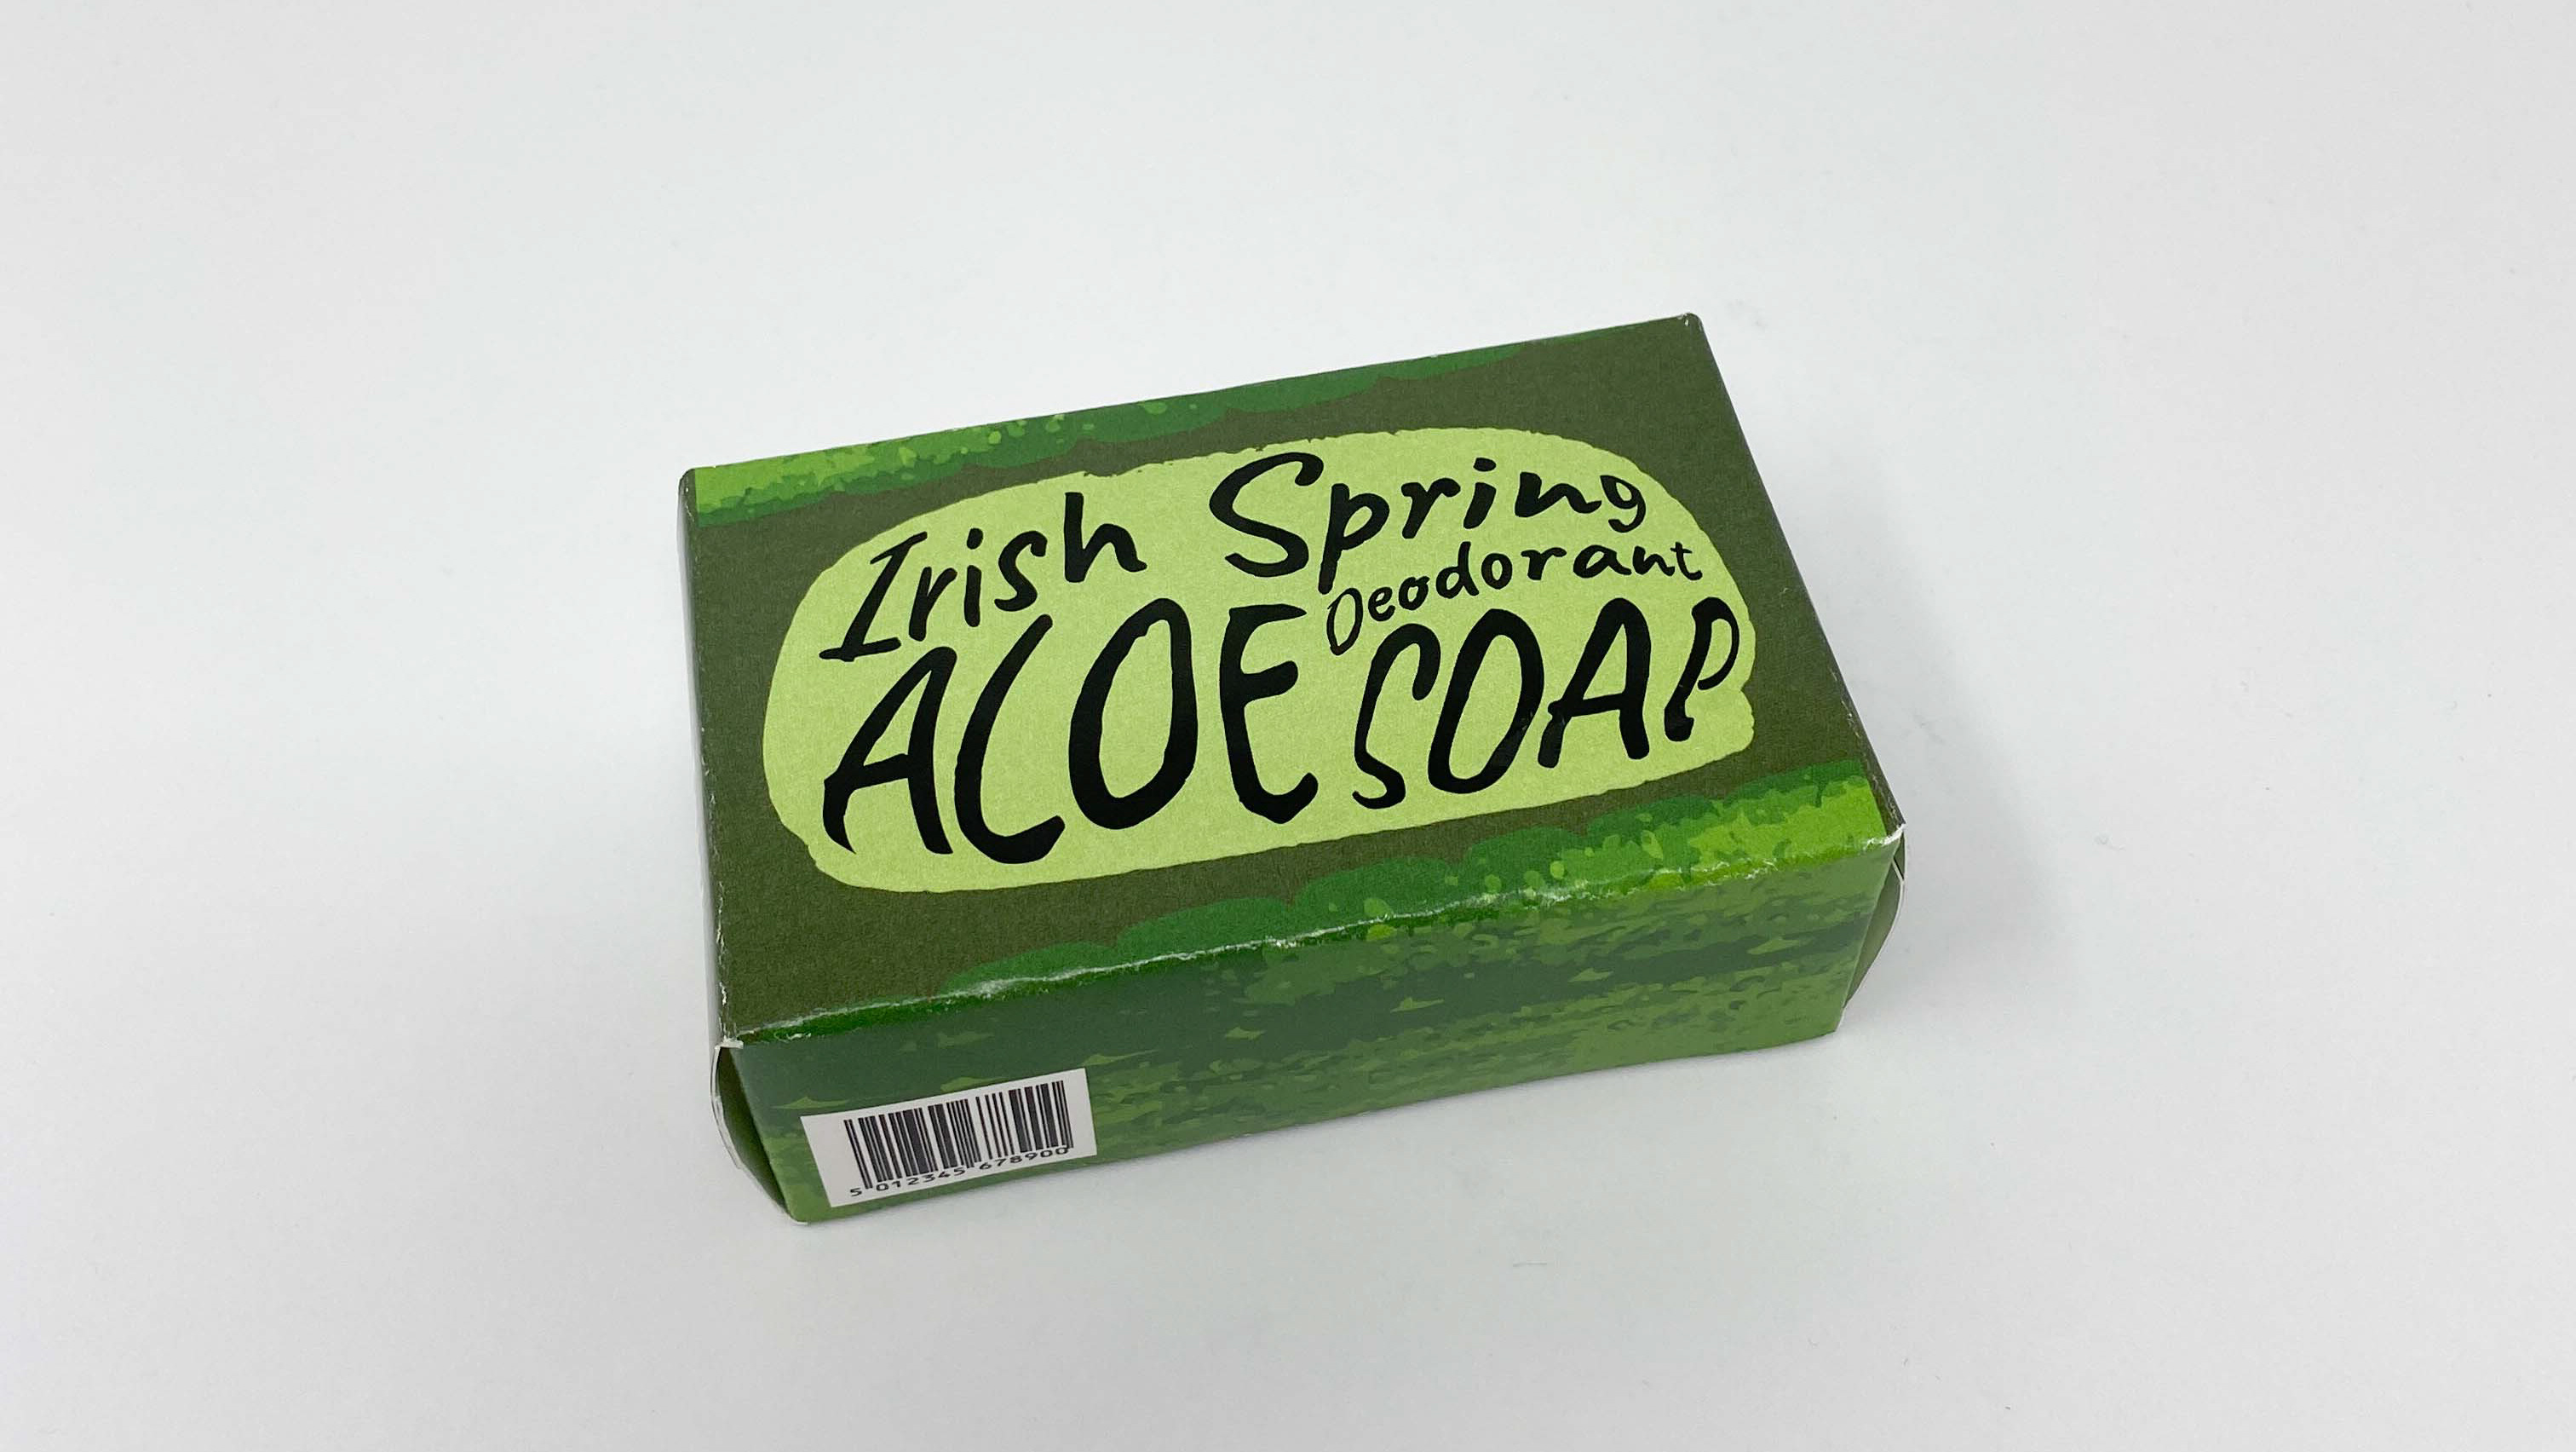 Irish Spring
Deodorant
ALOE SOAP
5 012345 678900